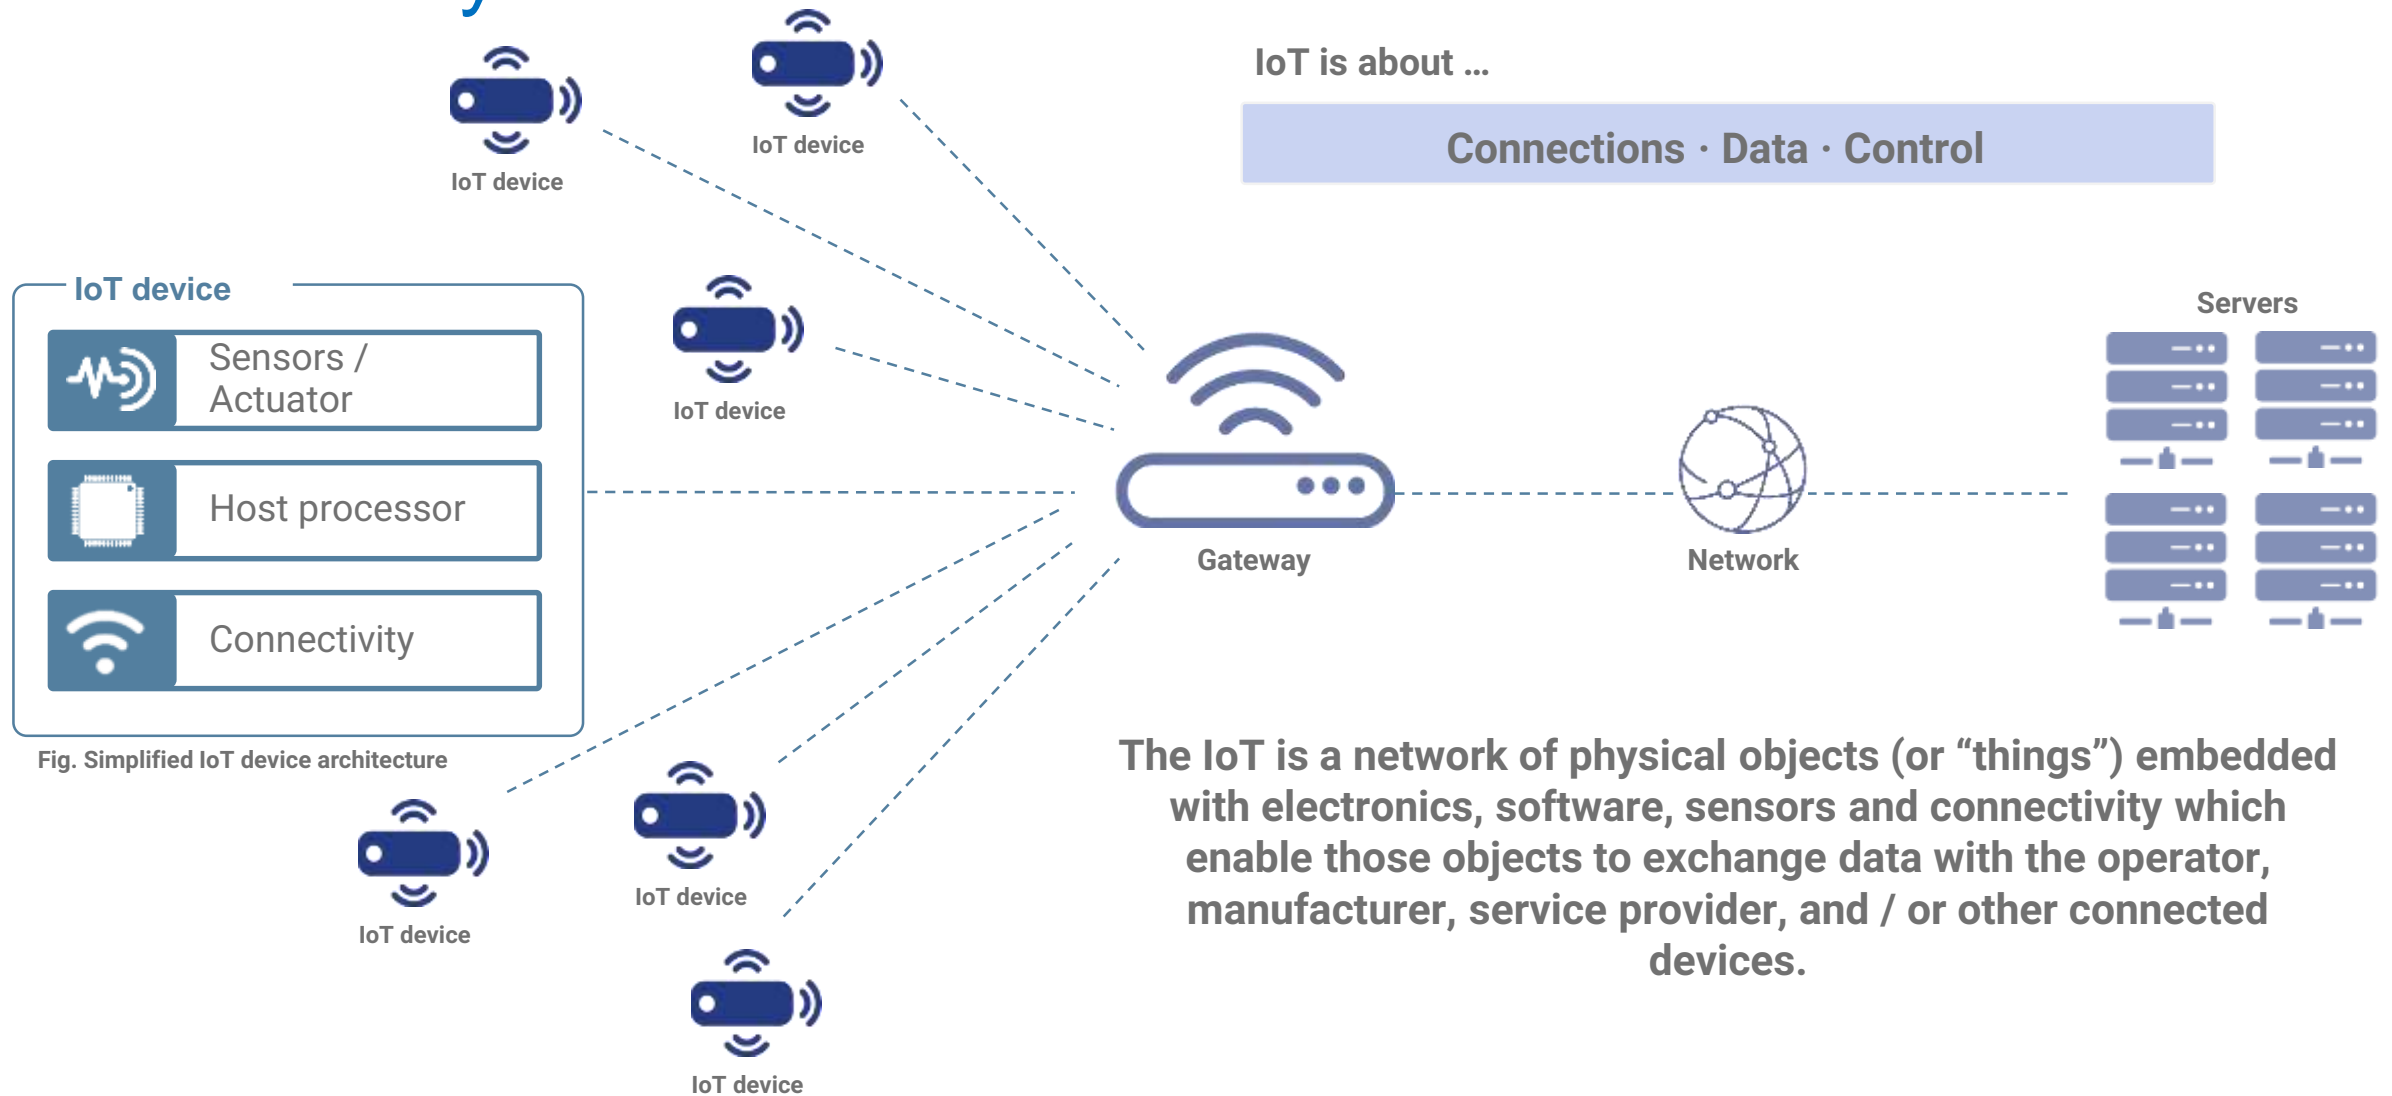 IoT device
IoT device
IoT is about …
Connections · Data · Control
IoT device
Sensors /
Actuator
Host processor
Connectivity
Fig. Simplified IoT device architecture
IoT device
Gateway
Network
Servers
The IoT is a network of physical objects (or “things”) embedded
with electronics, software, sensors and connectivity which
enable those objects to exchange data with the operator,
manufacturer, service provider, and / or other connected
devices.
IoT device
IoT device
IoT device